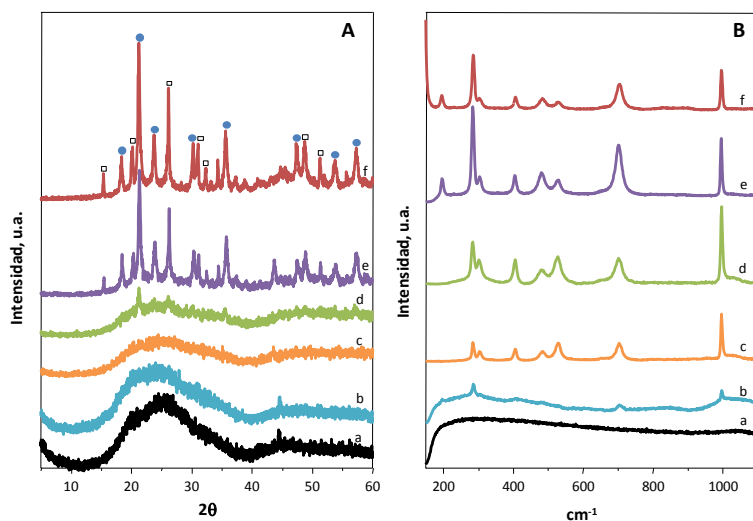 A
Intensidad, u.a.
f
e
d
c
b
a
10 20 30 40 50 60
2θ
B
Intensidad, u.a.
f
e
d
c
b
a
200 400 600 800 1000
cm-1